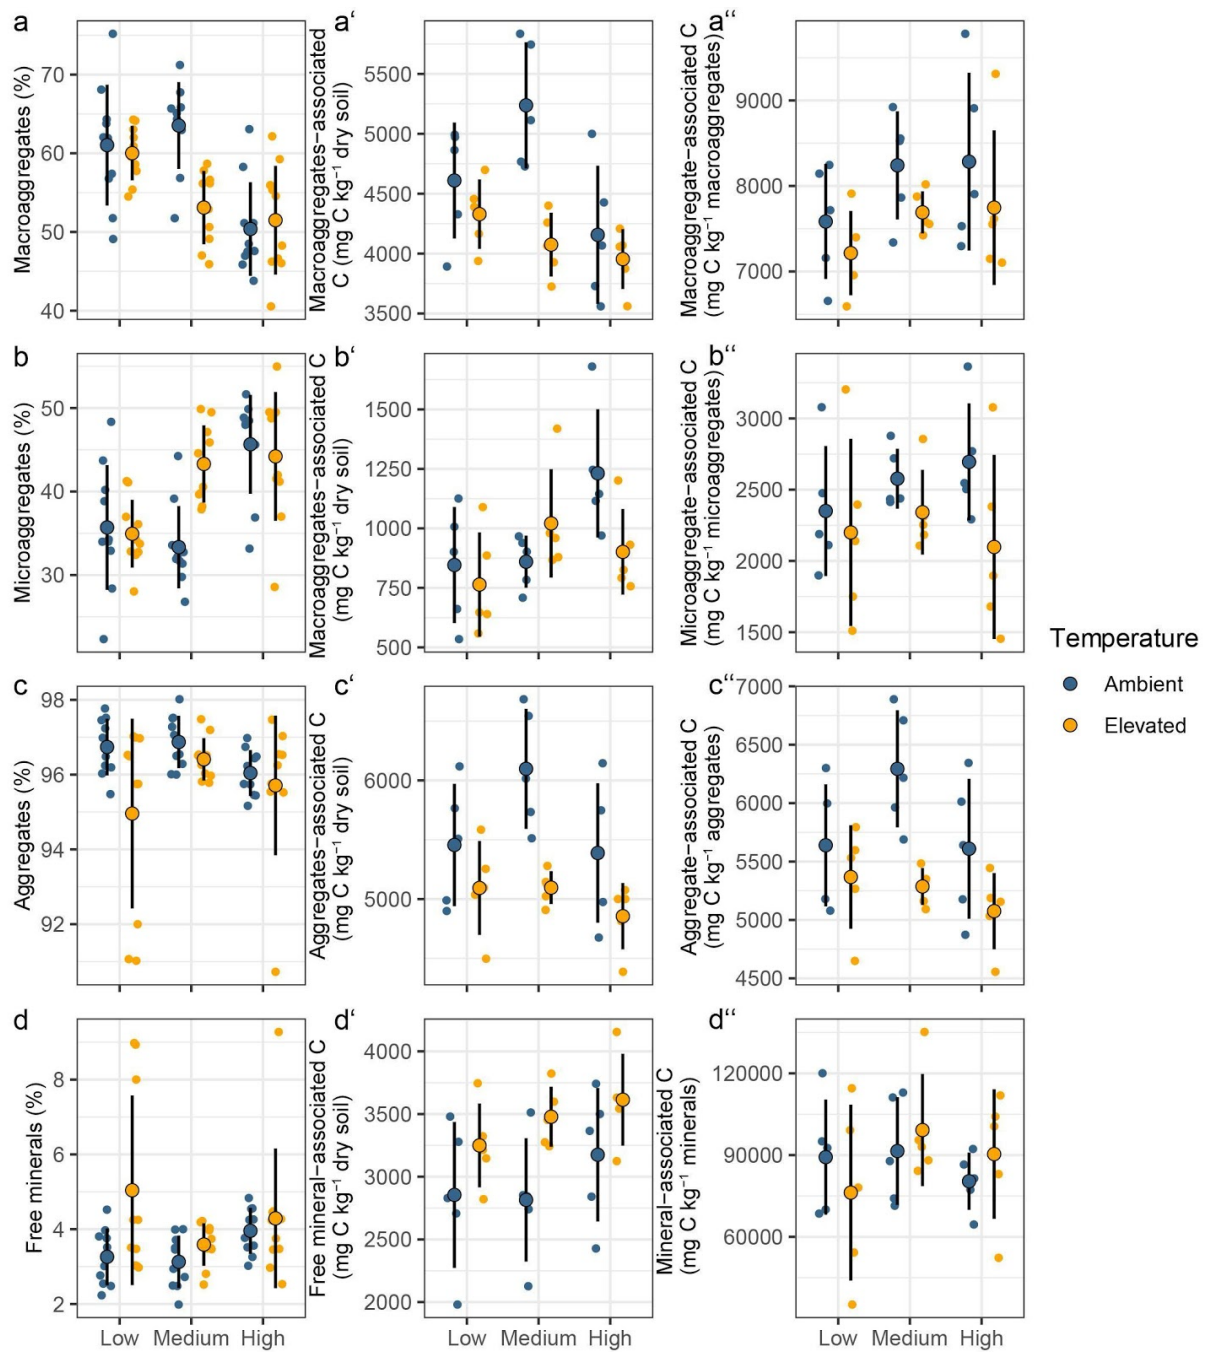 a
Macroaggregates (%)
70
60
50
40
a‘
Macroaggregates−associated
C (mg C kg⁻¹ dry soil)
5500
5000
4500
4000
3500
a‘‘
Macroaggregate−associated C
(mg C kg⁻¹ macroaggregates)
9000
8000
7000
b
Microaggregates (%)
50
40
30
b‘
Macroaggregates−associated C
(mg C kg⁻¹ dry soil)
1500
1250
1000
750
500
b‘‘
Microaggregate−associated C
(mg C kg⁻¹ microaggregates)
3000
2500
2000
1500
Temperature
Ambient
Elevated
c
Aggregates (%)
98
96
94
92
c‘
Aggregates−associated C
(mg C kg⁻¹ dry soil)
6000
5000
c‘‘
Aggregate−associated C
(mg C kg⁻¹ aggregates)
7000
6500
6000
5500
5000
4500
d
Free minerals (%)
8
6
4
2
Low Medium High
d‘
Free mineral−associated C
(mg C kg⁻¹ dry soil)
4000
3500
3000
2500
2000
Low Medium High
d‘‘
Mineral−associated C
(mg C kg⁻¹ minerals)
120000
90000
60000
Low Medium High